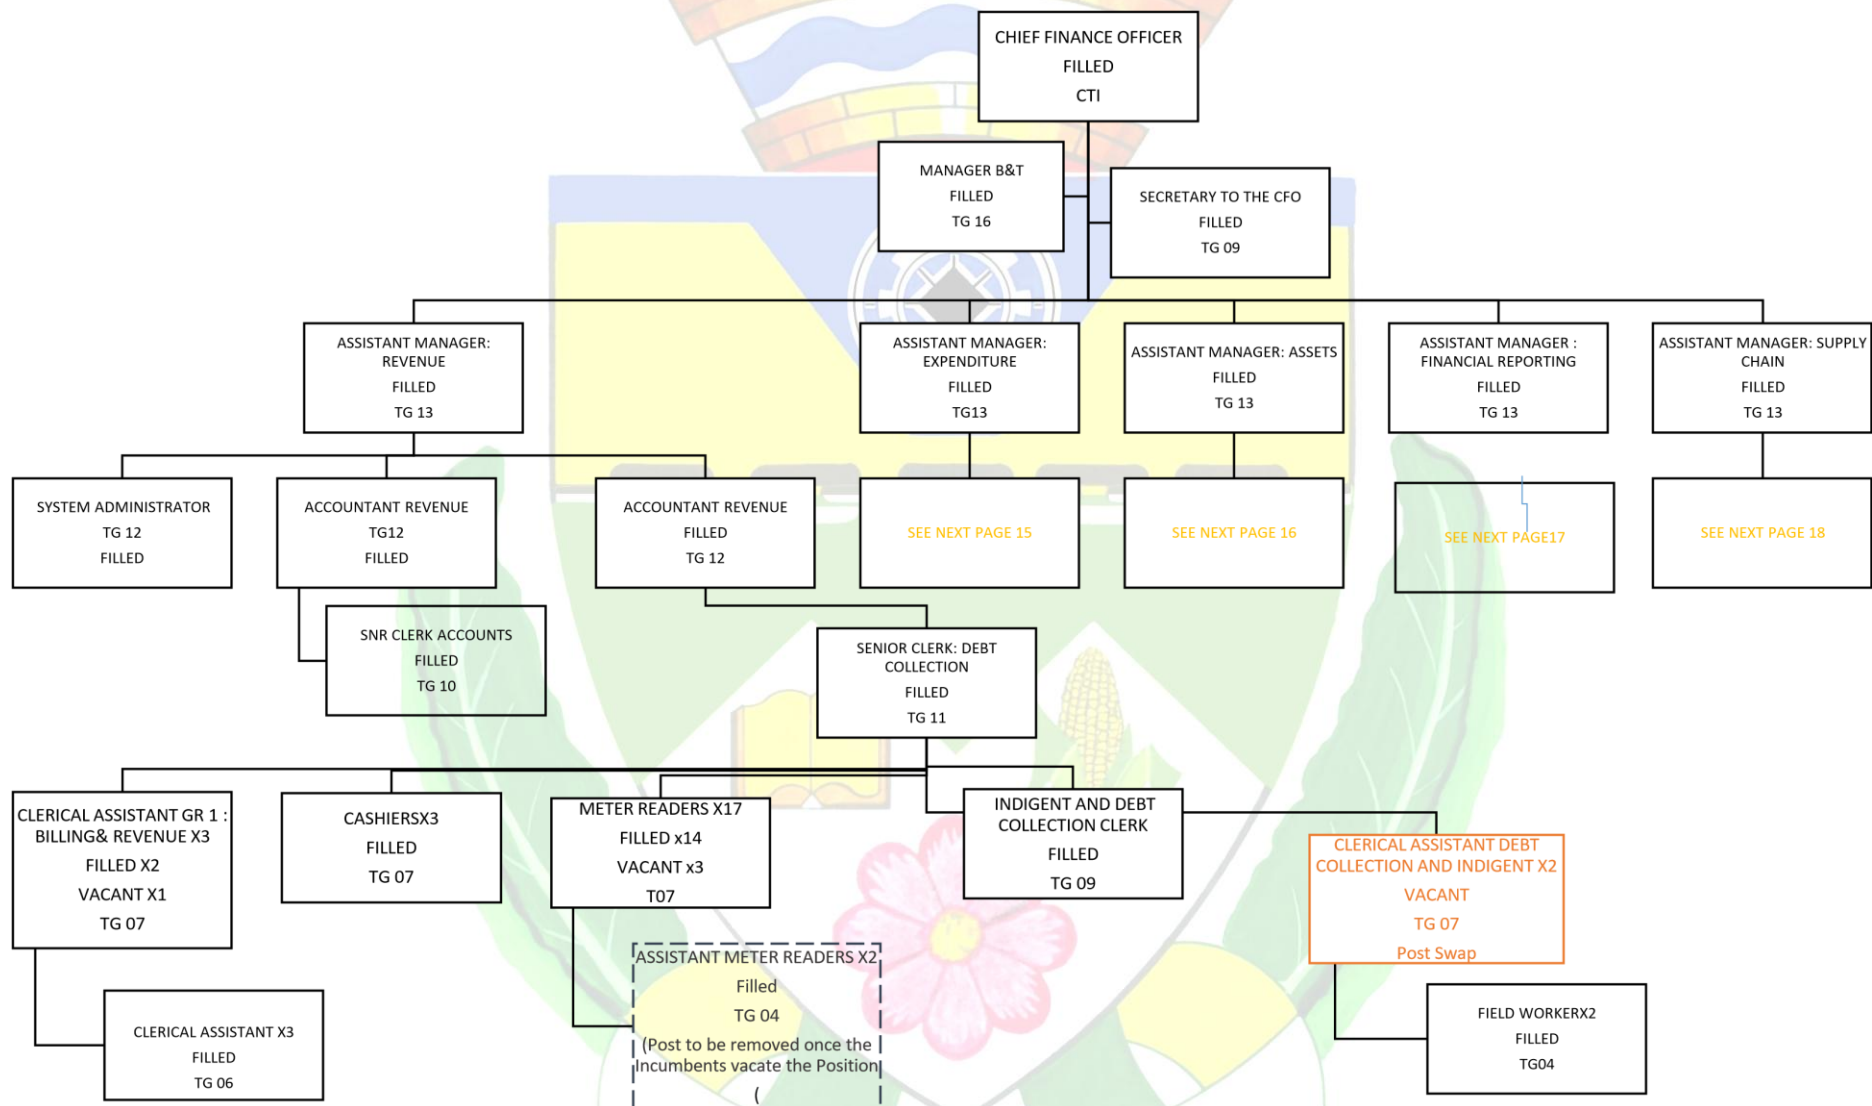 CHIEF FINANCE OFFICER
FILLED
CTI
MANAGER B&T
FILLED
TG 16
SECRETARY TO THE CFO
FILLED
TG 09
ASSISTANT MANAGER:
REVENUE
FILLED
TG 13
ASSISTANT MANAGER:
EXPENDITURE
FILLED
TG13
ASSISTANT MANAGER: ASSETS
FILLED
TG 13
ASSISTANT MANAGER :
FINANCIAL REPORTING
FILLED
TG 13
ASSISTANT MANAGER: SUPPLY
CHAIN
FILLED
TG 13
SYSTEM ADMINISTRATOR
TG 12
FILLED
ACCOUNTANT REVENUE
TG12
FILLED
ACCOUNTANT REVENUE
FILLED
TG 12
SEE NEXT PAGE 15
SEE NEXT PAGE 16
SEE NEXT PAGE17
SEE NEXT PAGE 18
SNR CLERK ACCOUNTS
FILLED
TG 10
SENIOR CLERK: DEBT
COLLECTION
FILLED
TG 11
CLERICAL ASSISTANT GR 1 :
BILLING& REVENUE X3
FILLED X2
VACANT X1
TG 07
CASHIERSX3
FILLED
TG 07
METER READERS X17
FILLED x14
VACANT x3
T07
INDIGENT AND DEBT
COLLECTION CLERK
FILLED
TG 09
CLERICAL ASSISTANT DEBT
COLLECTION AND INDIGENT X2
VACANT
TG 07
Post Swap
CLERICAL ASSISTANT X3
FILLED
TG 06
ASSISTANT METER READERS X2
Filled
TG 04
(Post to be removed once the
Incumbents vacate the Position
(
FIELD WORKERX2
FILLED
TG04